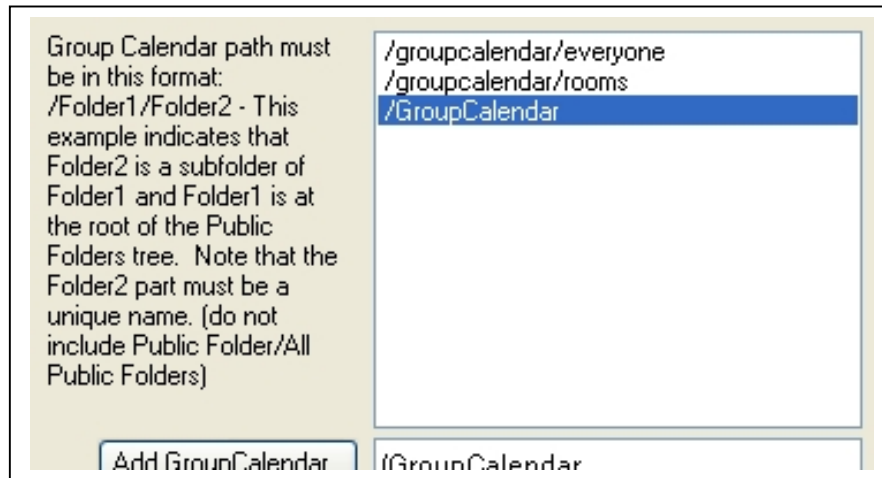 Group Calendar path must
be in this format:
/Folder1/Folder2 - This
example indicates that
Folder2 is a subfolder of
Folder1 and Folder1 is at
the root of the Public
Folders tree.  Note that the
Folder2 part must be a
unique name. (do not
include Public Folder/All
Public Folders)
/groupcalendar/everyone
/groupcalendar/rooms
/GroupCalendar
Add GroupCalendar
/GroupCalendar